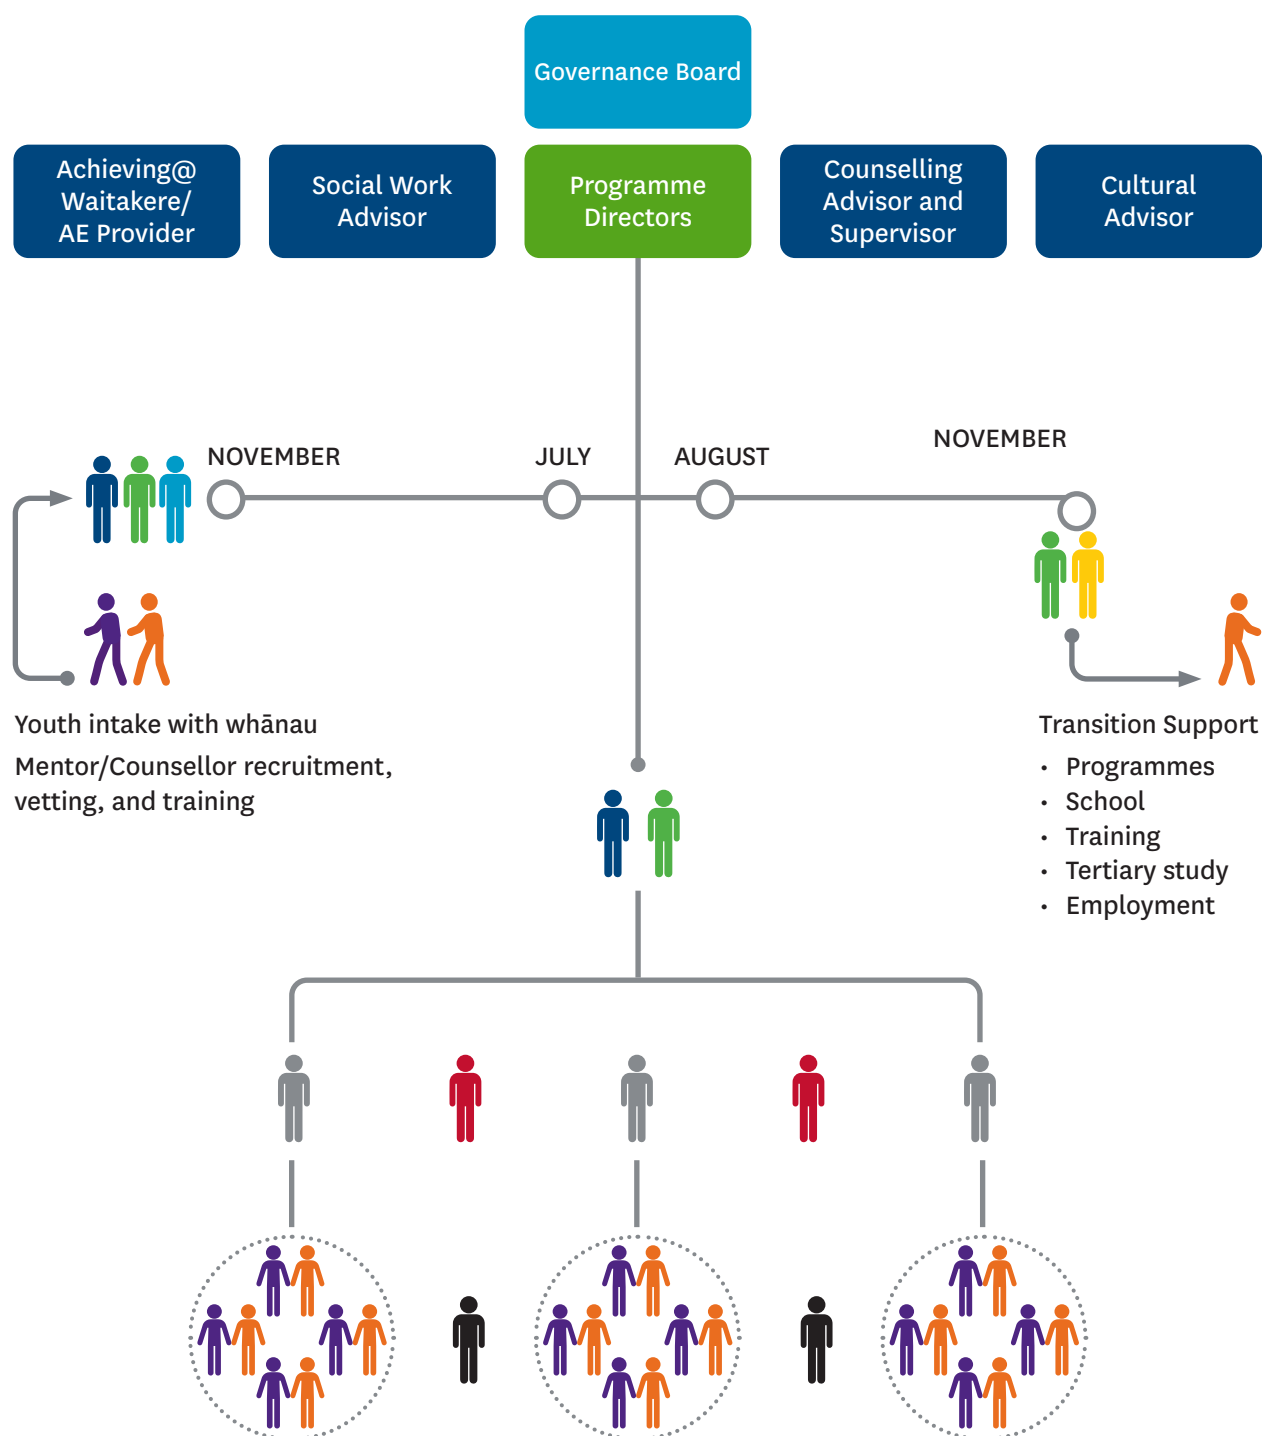 Governance Board
Achieving@
Waitakere/
AE Provider
Social Work
Advisor
Programme
Directors
Counselling
Advisor and
Supervisor
Cultural
Advisor
NOVEMBER
JULY
AUGUST
NOVEMBER
Youth intake with whānau
Mentor/Counsellor recruitment,
vetting, and training
Transition Support
• Programmes
• School
• Training
• Tertiary study
• Employment